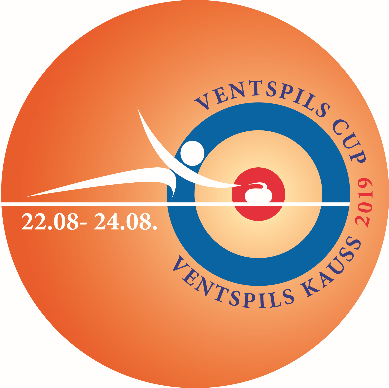 VENTSPILS CUP
22.08- 24.08.
VENTSPILS KAUSS 2019